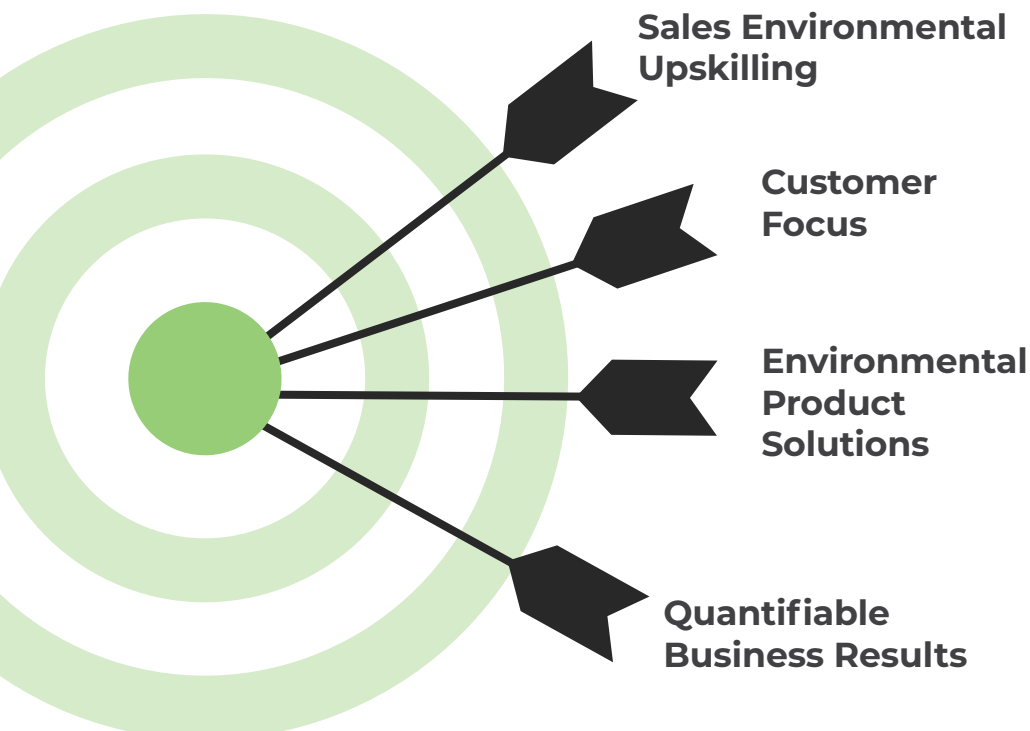 Sales Environmental
Upskilling
Customer
Focus
Environmental
Product
Solutions
Quantifiable
Business Results